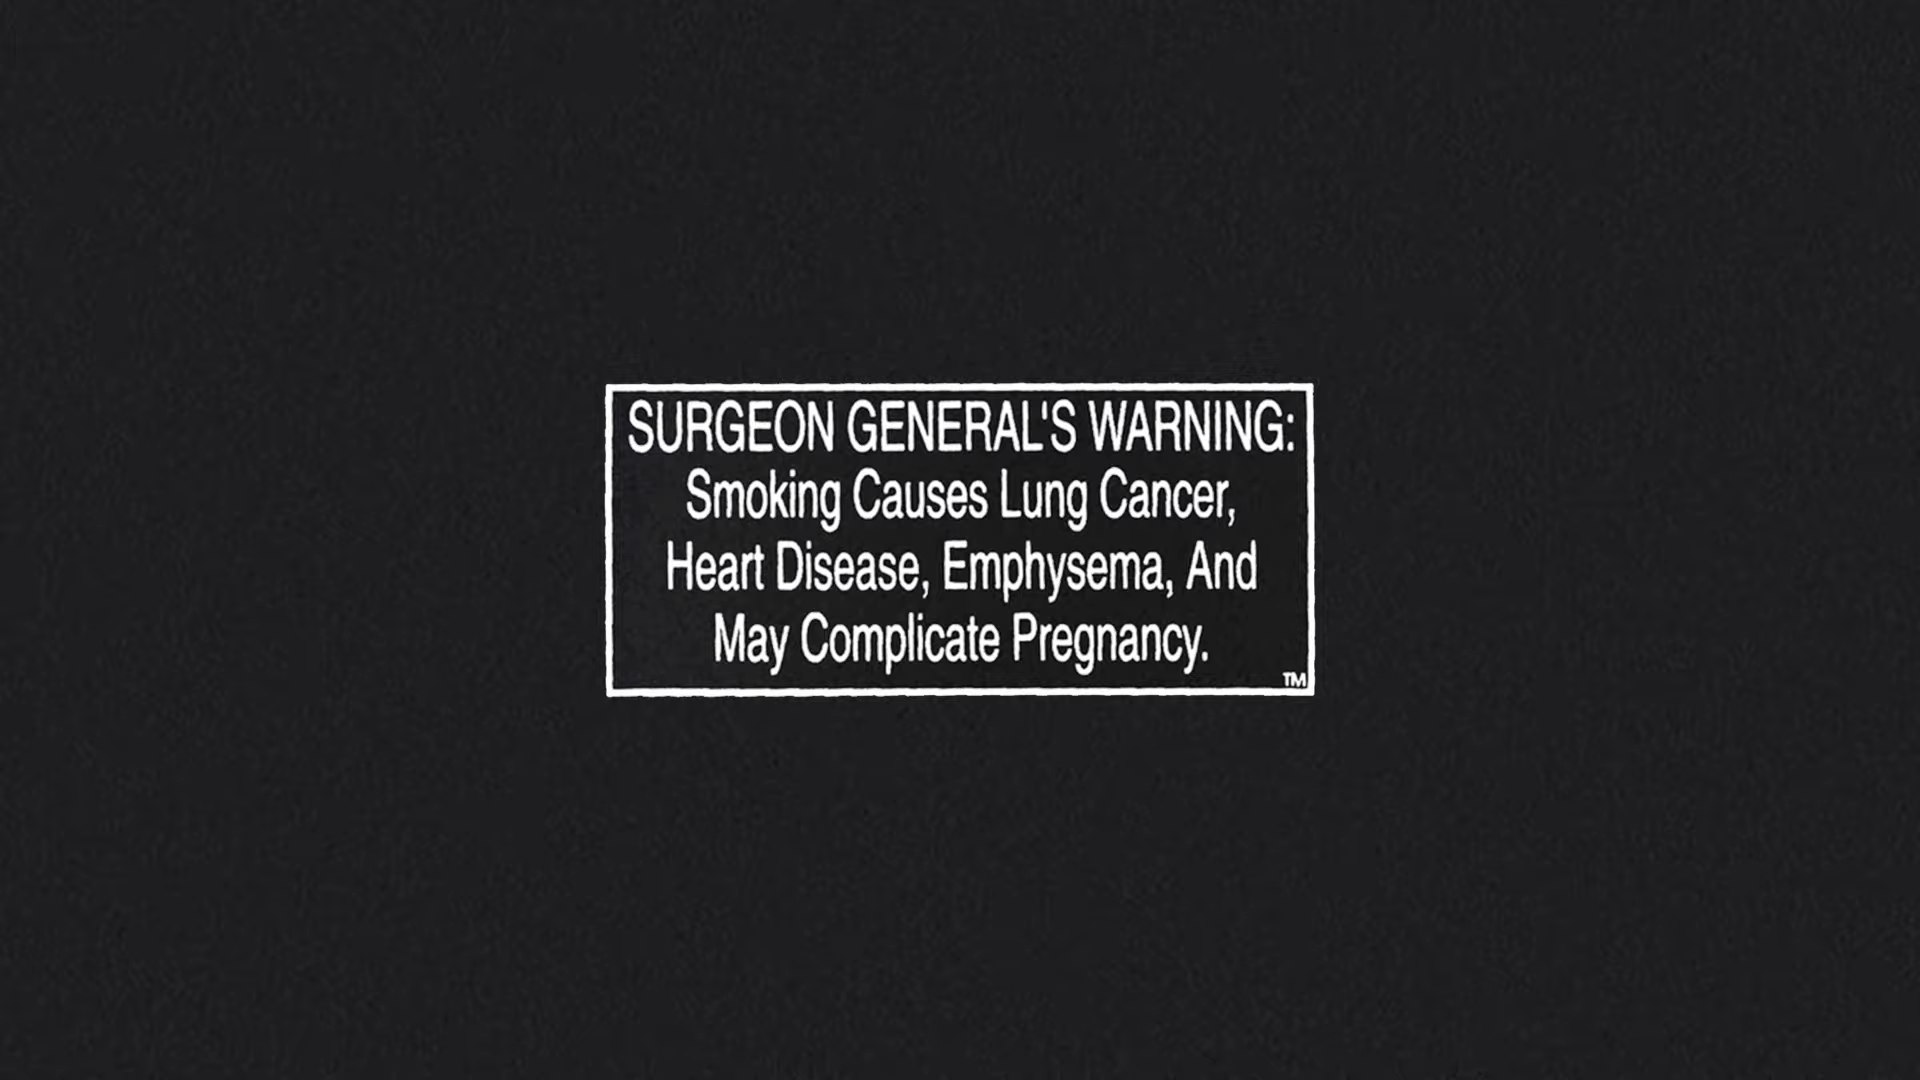 SURGEON GENERAL'S WARNING:
Smoking Causes Lung Cancer,
Heart Disease, Emphysema, And
May Complicate Pregnancy.
TM